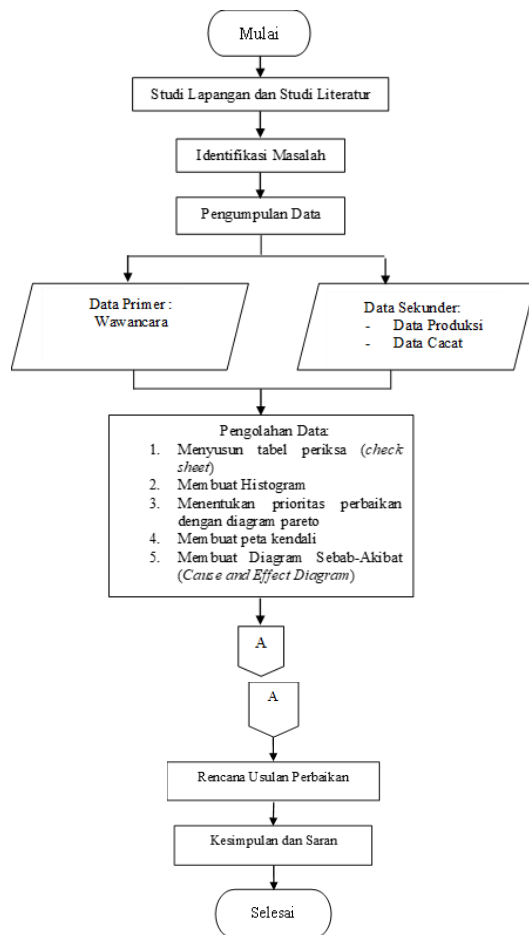 Mulai
Studi Lapangan dan Studi Literatur
Identifikasi Masalah
Pengumpulan Data
Data Primer :
Wawancara
Data Sekunder:
- Data Produksi
- Data Cacat
Pengolahan Data:
1. Menyusun tabel periksa (check
sheet)
2. Membuat Histogram
3. Menentukan prioritas perbaikan
dengan diagram pareto
4. Membuat peta kendali
5. Membuat Diagram Sebab-Akibat
(Cause and Effect Diagram)
A
A
Rencana Usulan Perbaikan
Kesimpulan dan Saran
Selesai